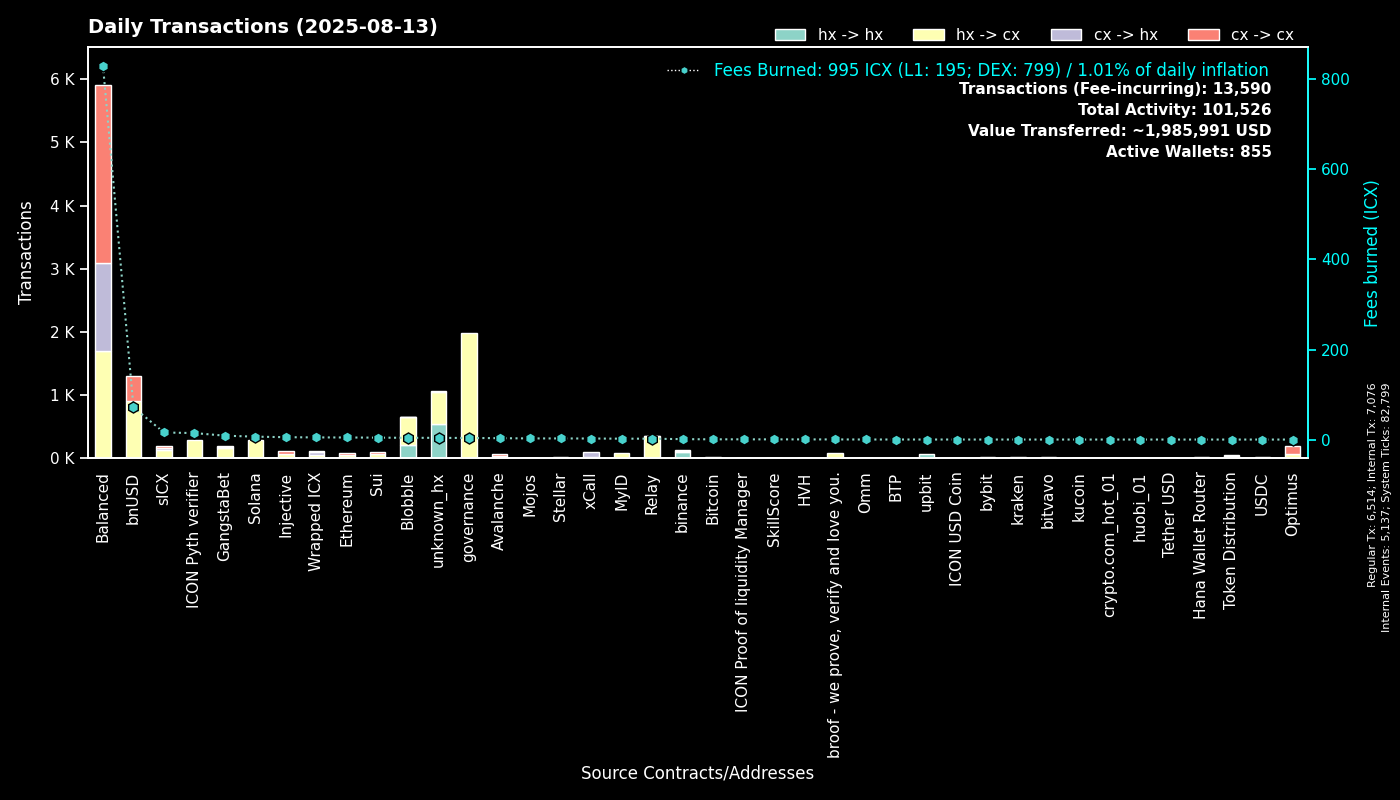 Daily Transactions (2025-08-13)
hx -> hx
hx -> cx
cx -> hx
cx -> cx
Fees Burned: 995 ICX (L1: 195; DEX: 799) / 1.01% of daily inflation
Transactions (Fee-incurring): 13,590
Total Activity: 101,526
Value Transferred: ~1,985,991 USD
Active Wallets: 855
Transactions
6 K
5 K
4 K
3 K
2 K
1 K
0 K
800
600
400
200
0
Fees burned (ICX)
Regular Tx: 6,514; Internal Tx: 7,076
Internal Events: 5,137; System Ticks: 82,799
Balanced
bnUSD
sICX
ICON Pyth verifier
GangstaBet
Solana
Injective
Wrapped ICX
Ethereum
Sui
Blobble
unknown_hx
governance
Avalanche
Mojos
Stellar
xCall
MyID
Relay
binance
Bitcoin
ICON Proof of liquidity Manager
SkillScore
HVH
broof - we prove, verify and love you.
Omm
BTP
upbit
ICON USD Coin
bybit
kraken
bitvavo
kucoin
crypto.com_hot_01
huobi_01
Tether USD
Hana Wallet Router
Token Distribution
USDC
Optimus
Source Contracts/Addresses